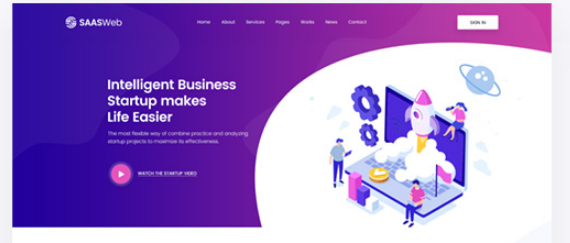 SAASWeb
Home About Services Pages Works News Contact
SIGN IN
Intelligent Business
Startup makes
Life Easier
The most flexible way of combine practice and analyzing
startup projects to maximize its effectiveness.
WATCH THE STARTUP VIDEO